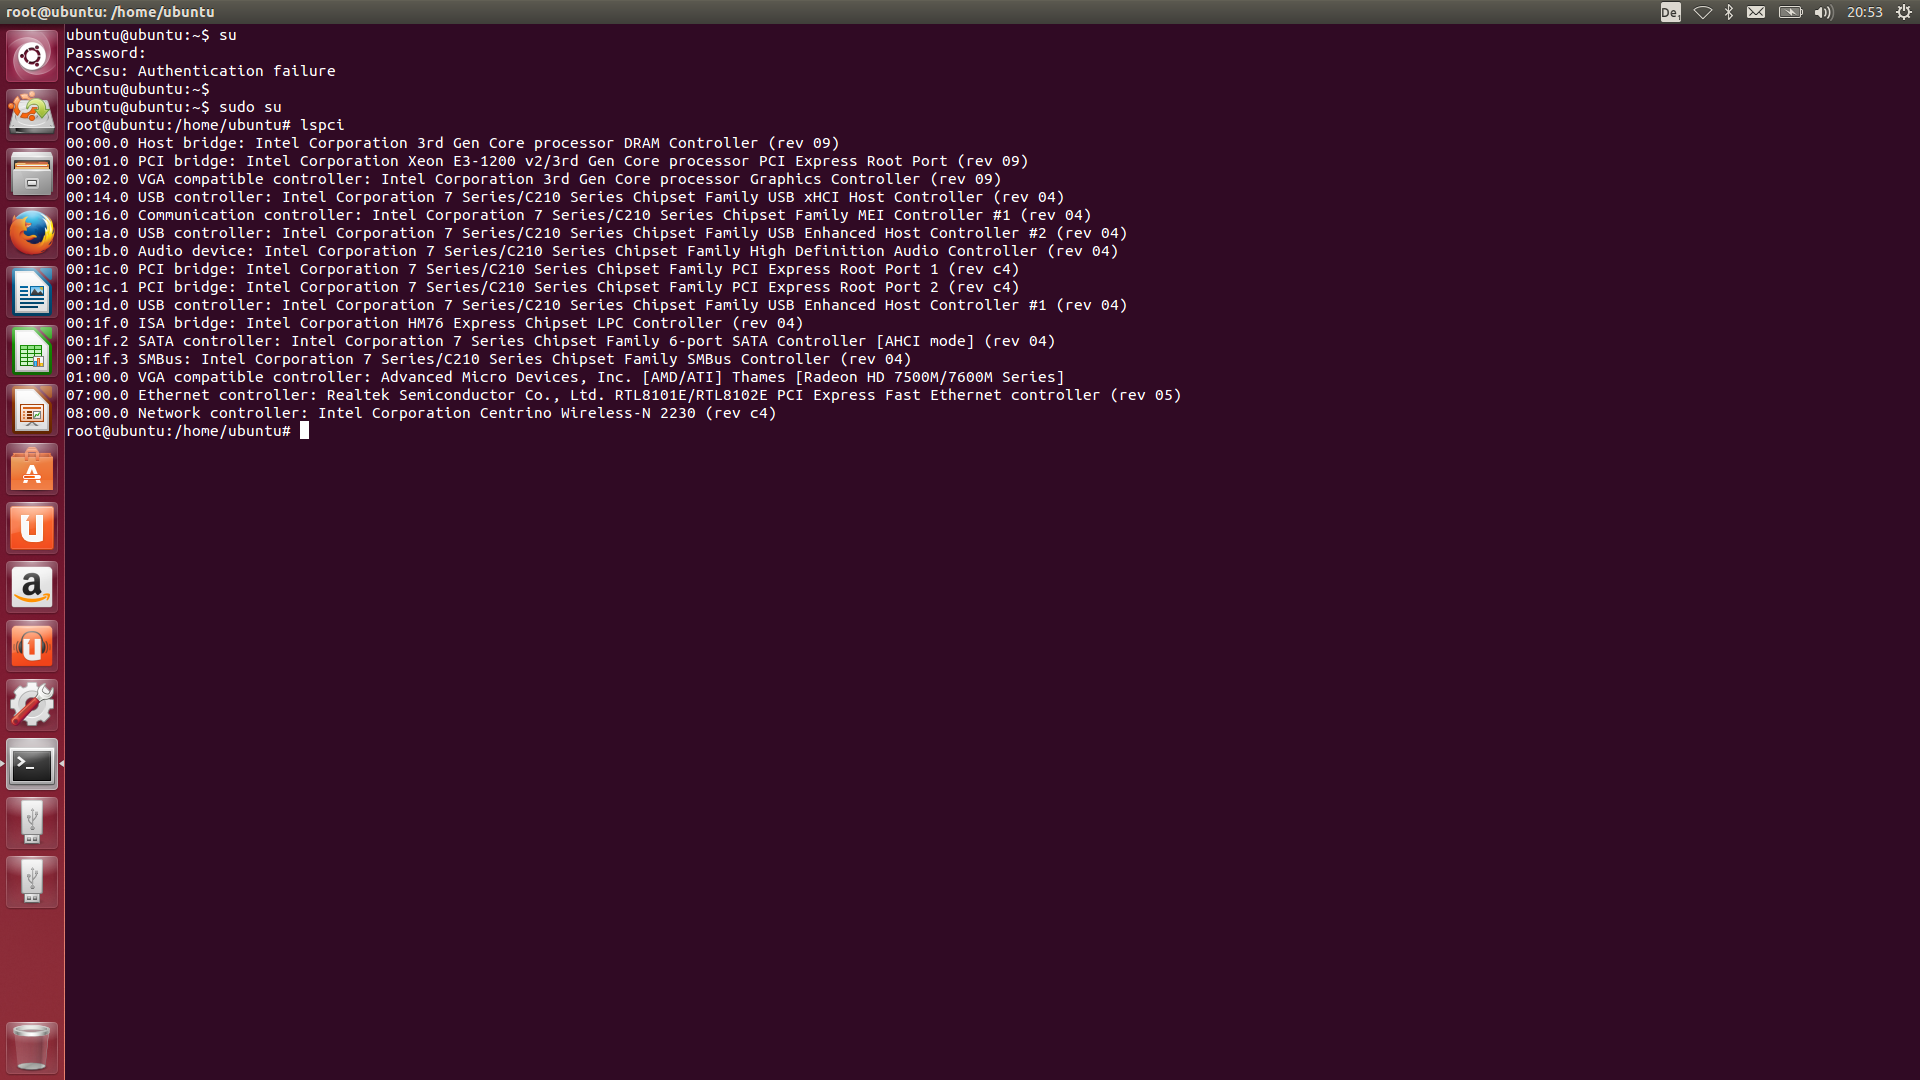 root@ubuntu: /home/ubuntu
De1
20:53
ubuntu@ubuntu:~$ su
Password:
^C^Csu: Authentication failure
ubuntu@ubuntu:~$
ubuntu@ubuntu:~$ sudo su
root@ubuntu:/home/ubuntu# lspci
00:00.0 Host bridge: Intel Corporation 3rd Gen Core processor DRAM Controller (rev 09)
00:01.0 PCI bridge: Intel Corporation Xeon E3-1200 v2/3rd Gen Core processor PCI Express Root Port (rev 09)
00:02.0 VGA compatible controller: Intel Corporation 3rd Gen Core processor Graphics Controller (rev 09)
00:14.0 USB controller: Intel Corporation 7 Series/C210 Series Chipset Family USB xHCI Host Controller (rev 04)
00:16.0 Communication controller: Intel Corporation 7 Series/C210 Series Chipset Family MEI Controller #1 (rev 04)
00:1a.0 USB controller: Intel Corporation 7 Series/C210 Series Chipset Family USB Enhanced Host Controller #2 (rev 04)
00:1b.0 Audio device: Intel Corporation 7 Series/C210 Series Chipset Family High Definition Audio Controller (rev 04)
00:1c.0 PCI bridge: Intel Corporation 7 Series/C210 Series Chipset Family PCI Express Root Port 1 (rev c4)
00:1c.1 PCI bridge: Intel Corporation 7 Series/C210 Series Chipset Family PCI Express Root Port 2 (rev c4)
00:1d.0 USB controller: Intel Corporation 7 Series/C210 Series Chipset Family USB Enhanced Host Controller #1 (rev 04)
00:1f.0 ISA bridge: Intel Corporation HM76 Express Chipset LPC Controller (rev 04)
00:1f.2 SATA controller: Intel Corporation 7 Series Chipset Family 6-port SATA Controller [AHCI mode] (rev 04)
00:1f.3 SMBus: Intel Corporation 7 Series/C210 Series Chipset Family SMBus Controller (rev 04)
01:00.0 VGA compatible controller: Advanced Micro Devices, Inc. [AMD/ATI] Thames [Radeon HD 7500M/7600M Series]
07:00.0 Ethernet controller: Realtek Semiconductor Co., Ltd. RTL8101E/RTL8102E PCI Express Fast Ethernet controller (rev 05)
08:00.0 Network controller: Intel Corporation Centrino Wireless-N 2230 (rev c4)
root@ubuntu:/home/ubuntu#